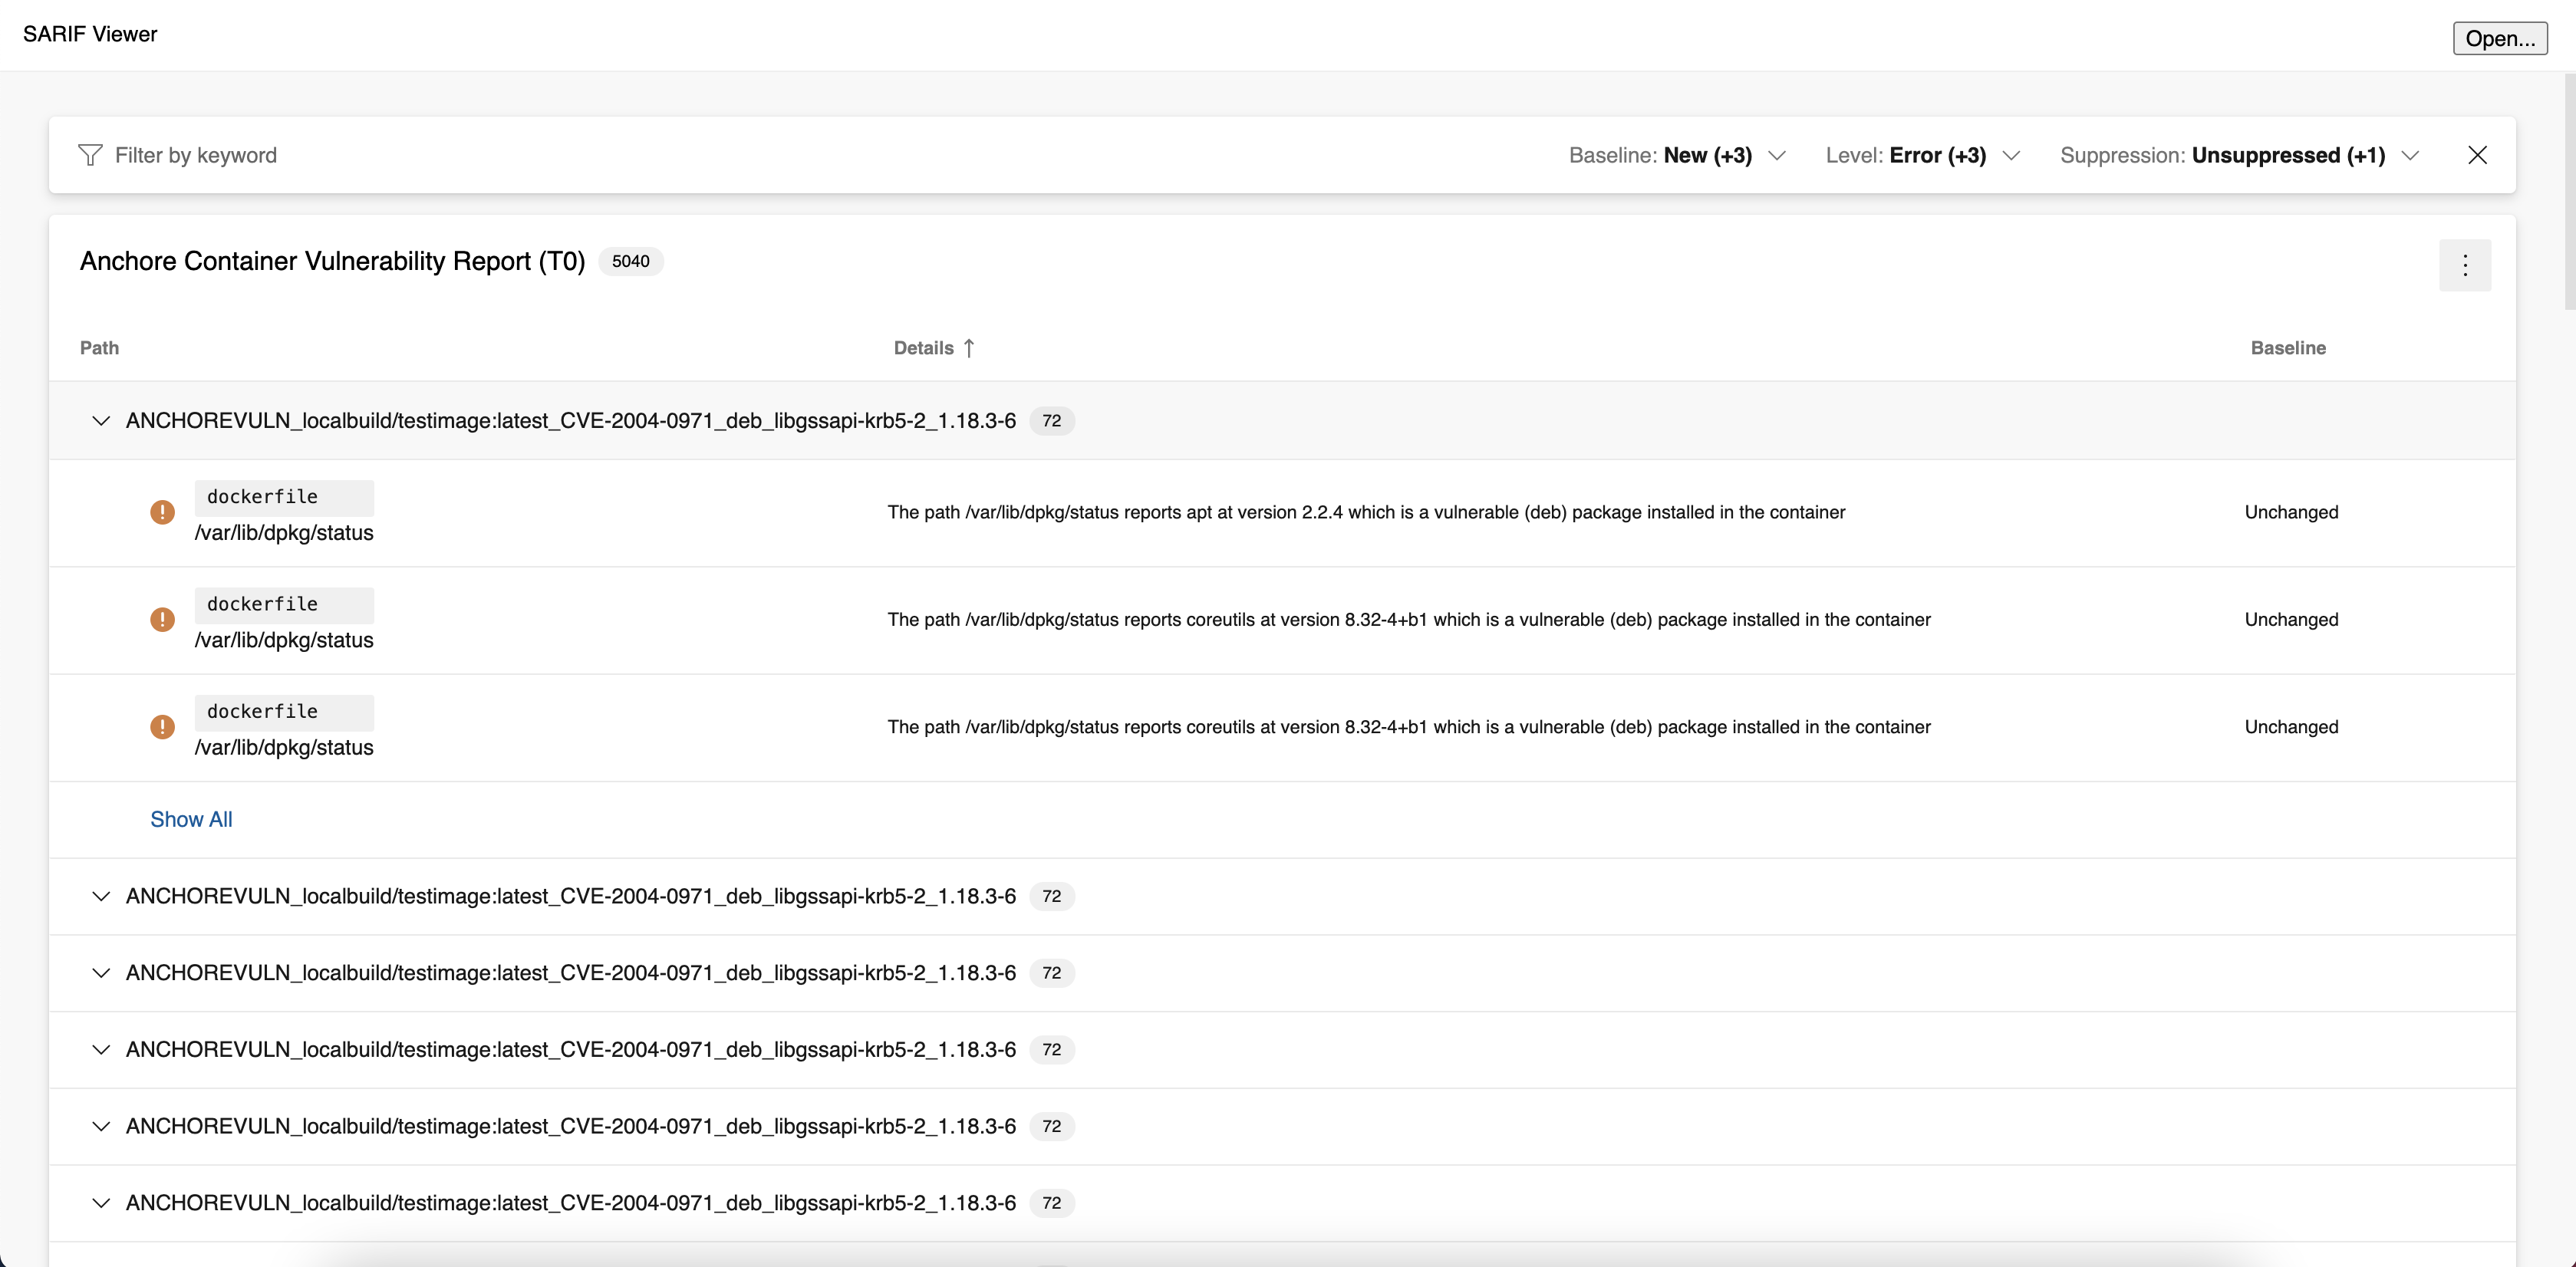 SARIF Viewer
Open...
Filter by keyword
Baseline: New (+3)
Level: Error (+3)
Suppression: Unsuppressed (+1)
Anchore Container Vulnerability Report (T0) 5040
Path Details ↑ Baseline
ANCHOREVULN_localbuild/testimage:latest_CVE-2004-0971_deb_libgssapi-krb5-2_1.18.3-6 72
dockerfile
/var/lib/dpkg/status
The path /var/lib/dpkg/status reports apt at version 2.2.4 which is a vulnerable (deb) package installed in the container
Unchanged
dockerfile
/var/lib/dpkg/status
The path /var/lib/dpkg/status reports coreutils at version 8.32-4+b1 which is a vulnerable (deb) package installed in the container
Unchanged
dockerfile
/var/lib/dpkg/status
The path /var/lib/dpkg/status reports coreutils at version 8.32-4+b1 which is a vulnerable (deb) package installed in the container
Unchanged
Show All
ANCHOREVULN_localbuild/testimage:latest_CVE-2004-0971_deb_libgssapi-krb5-2_1.18.3-6 72
ANCHOREVULN_localbuild/testimage:latest_CVE-2004-0971_deb_libgssapi-krb5-2_1.18.3-6 72
ANCHOREVULN_localbuild/testimage:latest_CVE-2004-0971_deb_libgssapi-krb5-2_1.18.3-6 72
ANCHOREVULN_localbuild/testimage:latest_CVE-2004-0971_deb_libgssapi-krb5-2_1.18.3-6 72
ANCHOREVULN_localbuild/testimage:latest_CVE-2004-0971_deb_libgssapi-krb5-2_1.18.3-6 72